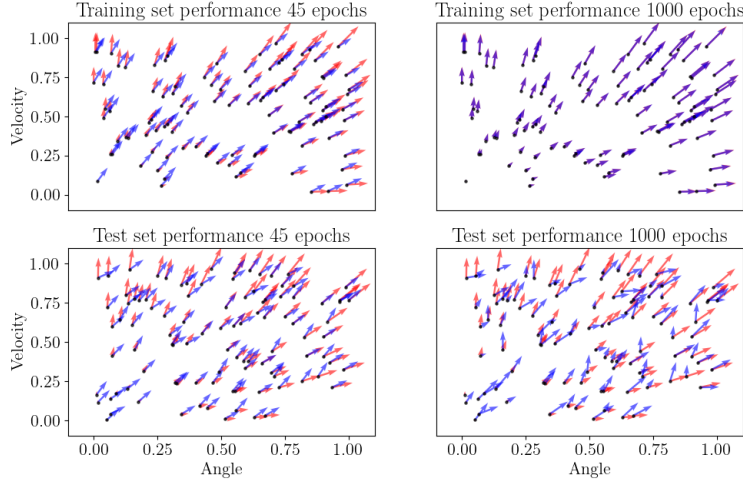 Training set performance 45 epochs
Training set performance 1000 epochs
1.00
0.75
0.50
0.25
0.00
Velocity
Test set performance 45 epochs
Test set performance 1000 epochs
1.00
0.75
0.50
0.25
0.00
Velocity
0.00 0.25 0.50 0.75 1.00
0.00 0.25 0.50 0.75 1.00
Angle
Angle